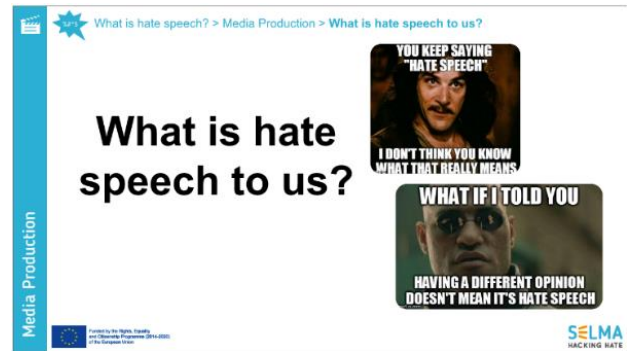 What is hate speech? > Media Production > What is hate speech to us?
What is hate
speech to us?
YOU KEEP SAYING
"HATE SPEECH"
I DON'T THINK YOU KNOW
WHAT THAT REALLY MEANS
WHAT IF I TOLD YOU
HAVING A DIFFERENT OPINION
DOESN'T MEAN IT'S HATE SPEECH
Media Production
Funded by the Rights, Equality
and Citizenship Programme (2014-2020)
of the European Union
SELMA
HACKING HATE